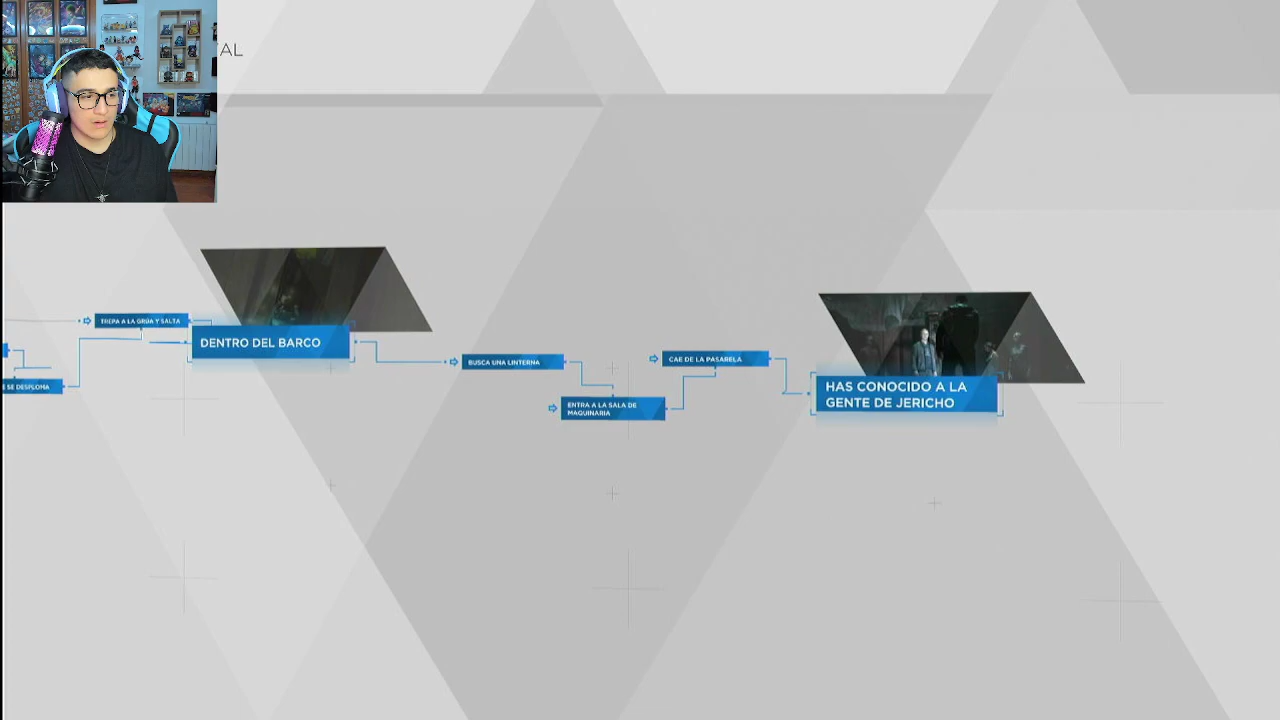 AL
TREPA A LA GRÚA Y SALTA
DENTRO DEL BARCO
E SE DESPLOMA
BUSCA UNA LINTERNA
ENTRA A LA SALA DE
MAQUINARIA
CAE DE LA PASARELA
HAS CONOCIDO A LA
GENTE DE JERICHO